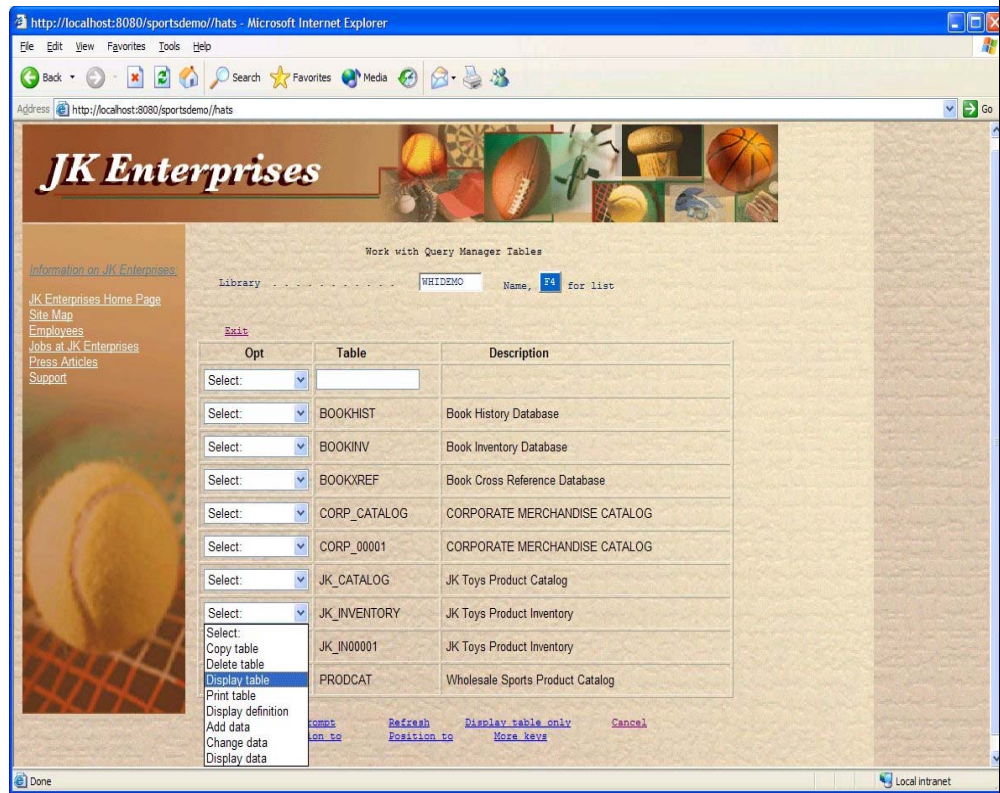 http://localhost:8080/sportsdemo//hats - Microsoft Internet Explorer
File Edit View Favorites Tools Help
Back Search Favorites Media
Address http://localhost:8080/sportsdemo//hats Go
JK Enterprises
Information on JK Enterprises:
JK Enterprises Home Page
Site Map
Employees
Jobs at JK Enterprises
Press Articles
Support
Work with Query Manager Tables
Library . . . . . . . . . . . WHIDEMO Name, F4 for list
Exit
Opt Table Description
Select:
Select: BOOKHIST Book History Database
Select: BOOKINV Book Inventory Database
Select: BOOKXREF Book Cross Reference Database
Select: CORP_CATALOG CORPORATE MERCHANDISE CATALOG
Select: CORP_00001 CORPORATE MERCHANDISE CATALOG
Select: JK_CATALOG JK Toys Product Catalog
Select: JK_INVENTORY JK Toys Product Inventory
JK_IN00001 JK Toys Product Inventory
PRODCAT Wholesale Sports Product Catalog
Select:
Copy table
Delete table
Display table
Print table
Display definition
Add data
Change data
Display data
Refresh Display table only Cancel
to Position to More keys
Done Local intranet